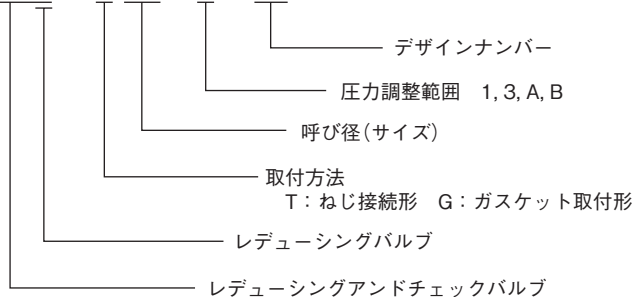 デザインナンバー
圧力調整範囲 1, 3, A, B
呼び径(サイズ)
取付方法
T：ねじ接続形 G：ガスケット取付形
レデューシングバルブ
レデューシングアンドチェックバルブ